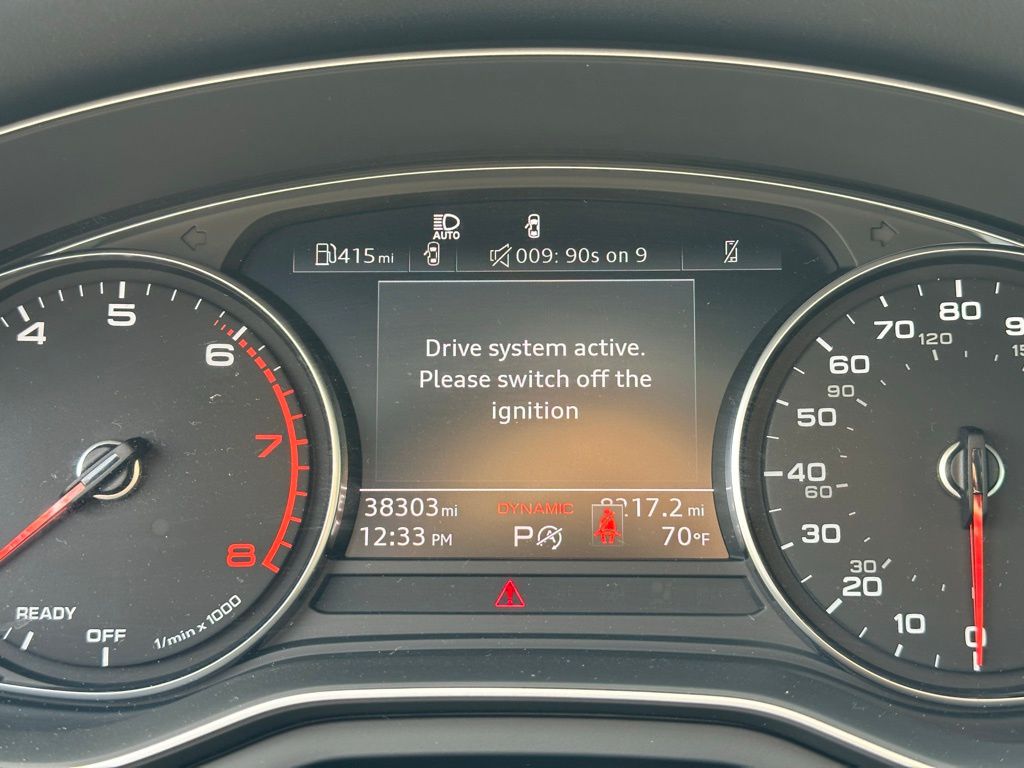 AUTO
415 mi
009: 90s on 9
Drive system active.
Please switch off the
ignition
38303 mi
DYNAMIC
217.2 mi
12:33 PM
P
A
70°F
4
5
6
7
8
READY
OFF
1/min x 1000
0
10
20
30
40
50
60
70
80
30
60
90
120